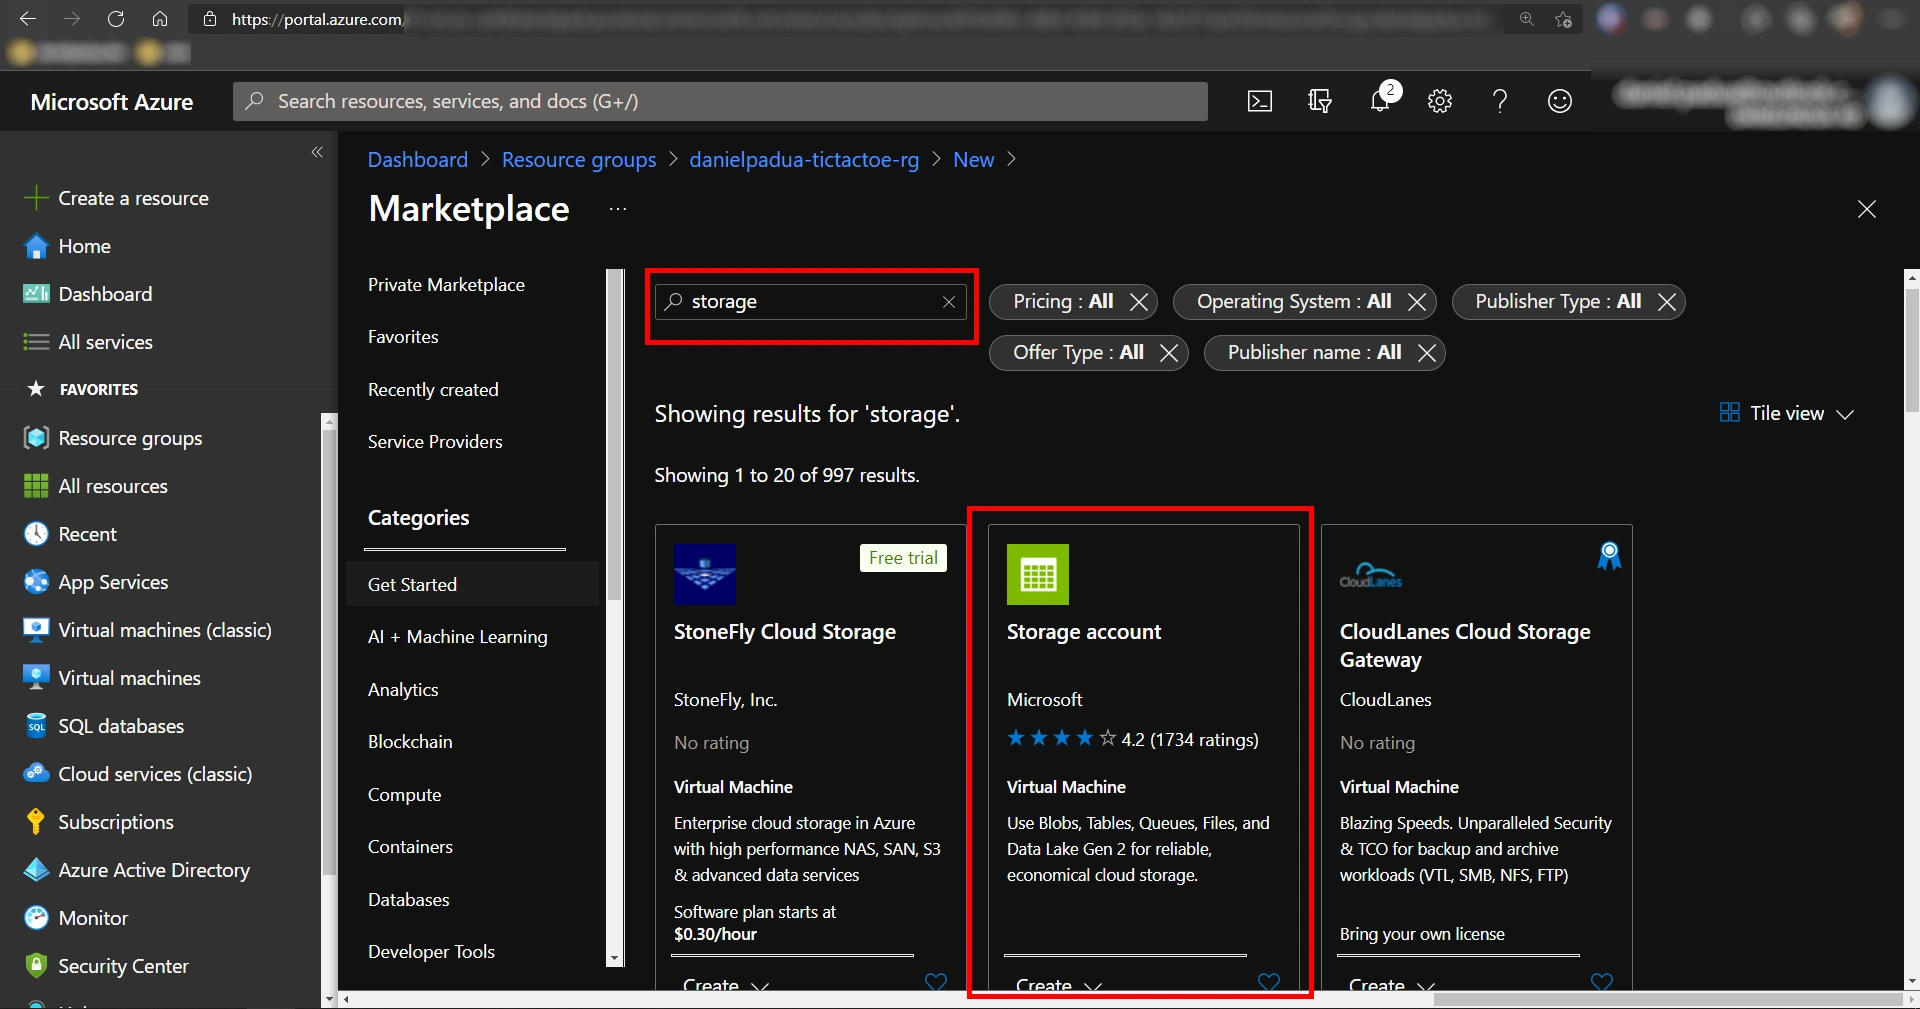 https://portal.azure.com/
Microsoft Azure
Search resources, services, and docs (G+/)
2
Create a resource
Home
Dashboard
All services
FAVORITES
Resource groups
All resources
Recent
App Services
Virtual machines (classic)
Virtual machines
SQL databases
Cloud services (classic)
Subscriptions
Azure Active Directory
Monitor
Security Center
Dashboard > Resource groups > danielpadua-tictactoe-rg > New >
Marketplace ...
Private Marketplace
Favorites
Recently created
Service Providers
Categories
Get Started
AI + Machine Learning
Analytics
Blockchain
Compute
Containers
Databases
Developer Tools
storage
Pricing : All
Operating System : All
Publisher Type : All
Offer Type : All
Publisher name : All
Showing results for 'storage'.
Tile view
Showing 1 to 20 of 997 results.
Free trial
StoneFly Cloud Storage
StoneFly, Inc.
No rating
Virtual Machine
Enterprise cloud storage in Azure
with high performance NAS, SAN, S3
& advanced data services
Software plan starts at
$0.30/hour
Create
Storage account
Microsoft
4.2 (1734 ratings)
Virtual Machine
Use Blobs, Tables, Queues, Files, and
Data Lake Gen 2 for reliable,
economical cloud storage.
Create
CloudLanes
CloudLanes Cloud Storage
Gateway
CloudLanes
No rating
Virtual Machine
Blazing Speeds. Unparalleled Security
& TCO for backup and archive
workloads (VTL, SMB, NFS, FTP)
Bring your own license
Create